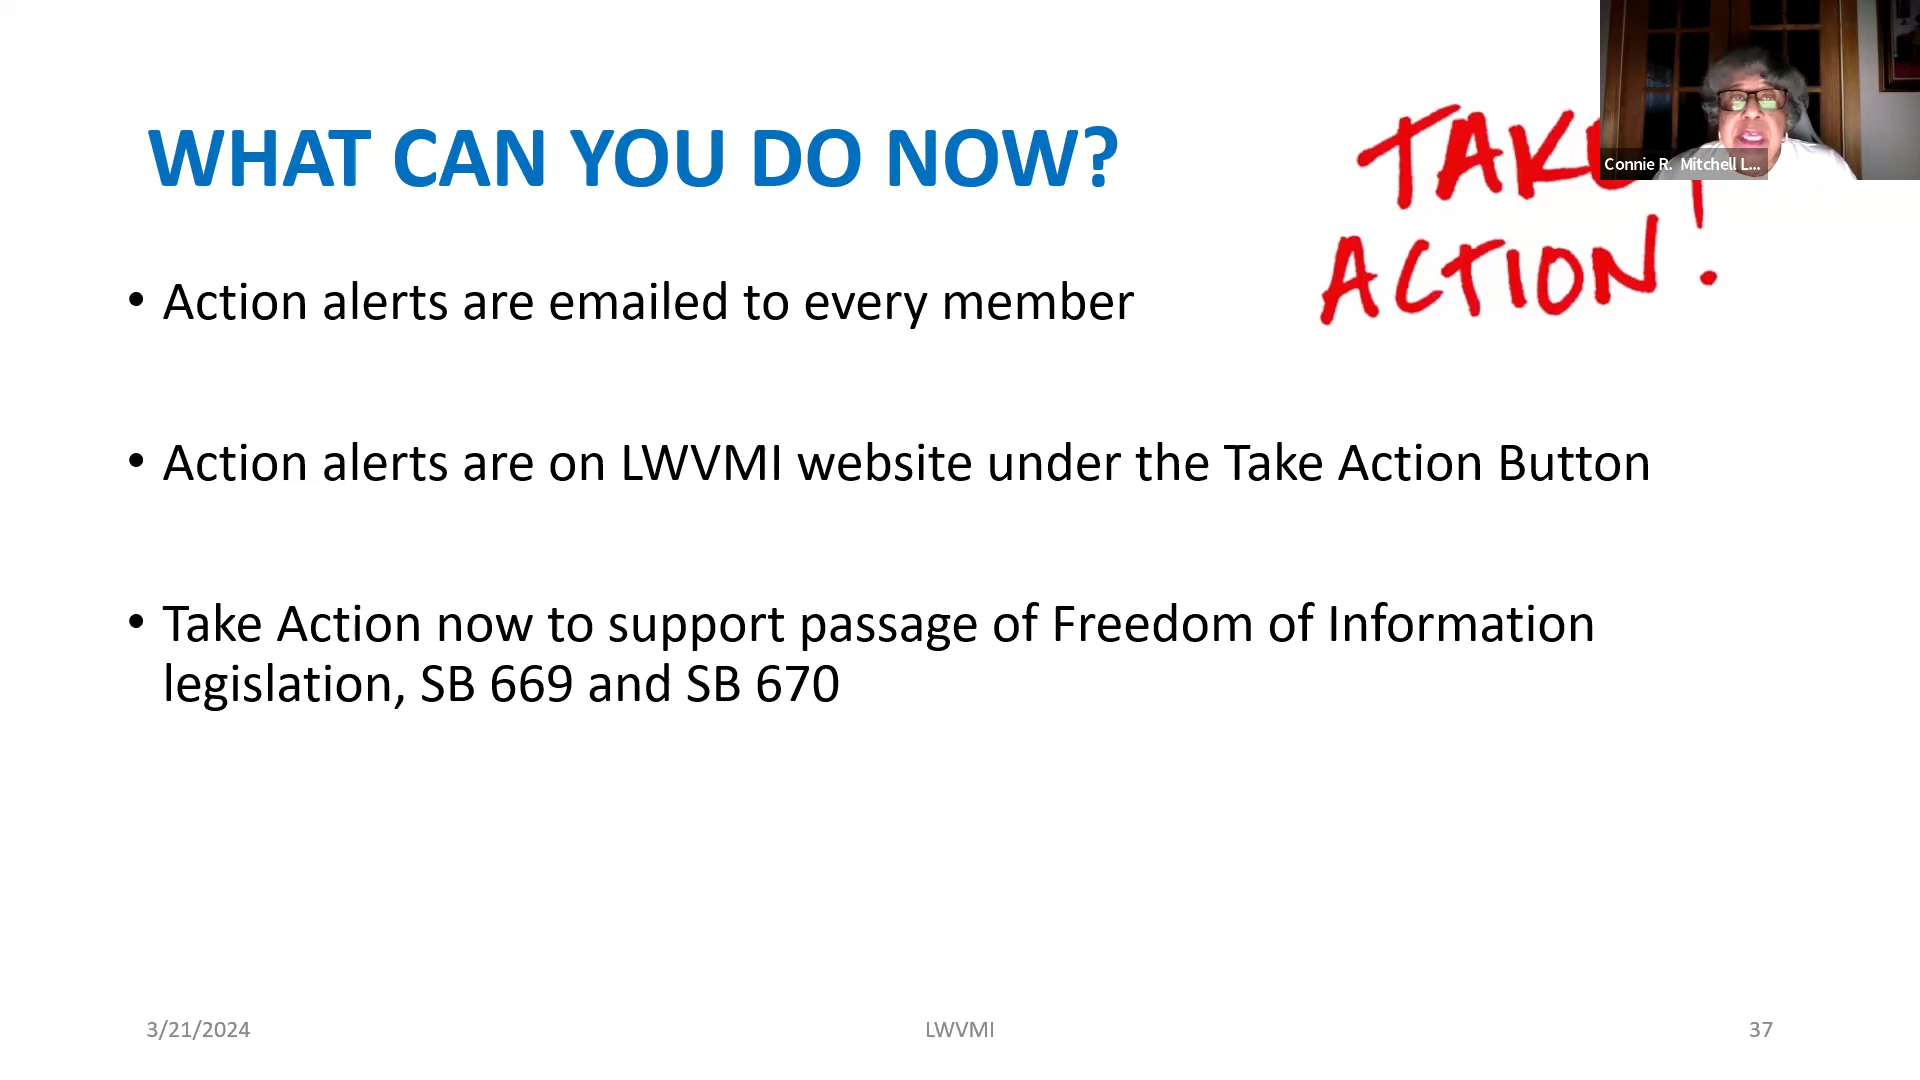 WHAT CAN YOU DO NOW?
TAKE
ACTION!
Connie R. Mitchell L...
• Action alerts are emailed to every member
• Action alerts are on LWVMI website under the Take Action Button
• Take Action now to support passage of Freedom of Information
legislation, SB 669 and SB 670
3/21/2024
LWVMI
37